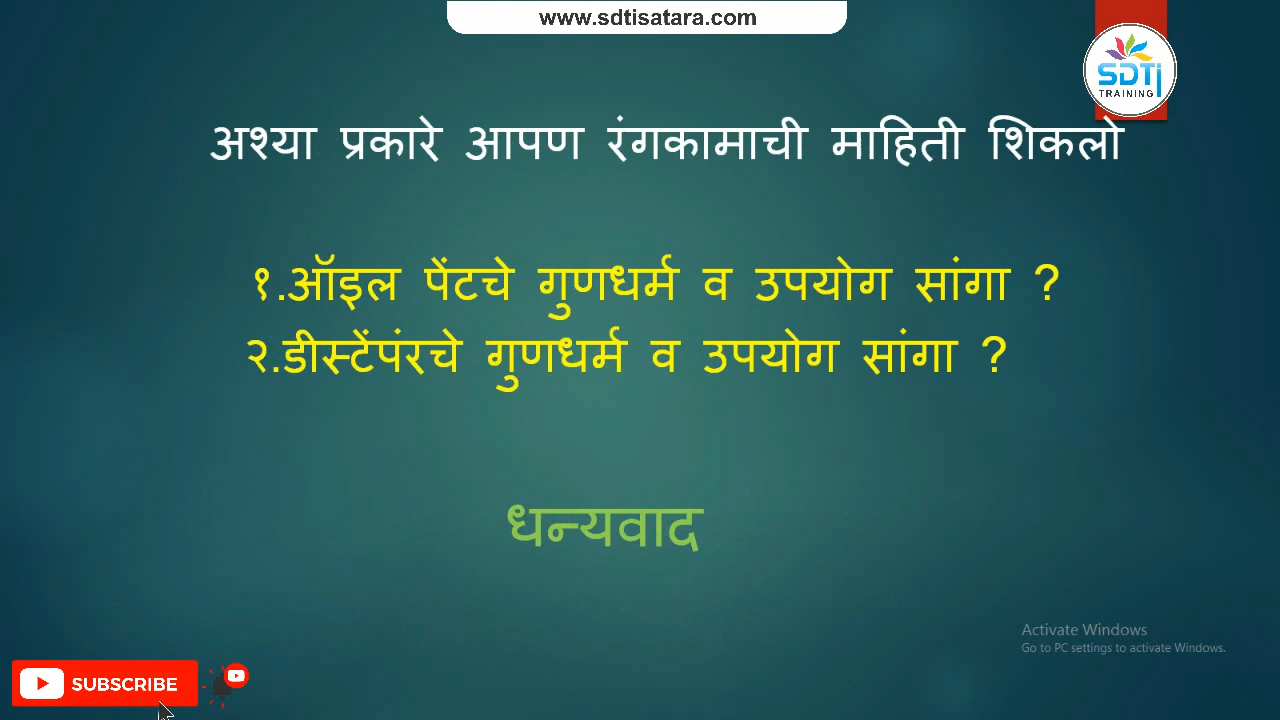 www.sdtisatara.com
SDTI
TRAINING
अश्या प्रकारे आपण रंगकामाची माहिती शिकलो
१.ऑइल पेंटचे गुणधर्म व उपयोग सांगा ?
२.डीस्टेंपंरचे गुणधर्म व उपयोग सांगा ?
धन्यवाद
Activate Windows
Go to PC settings to activate Windows.
SUBSCRIBE